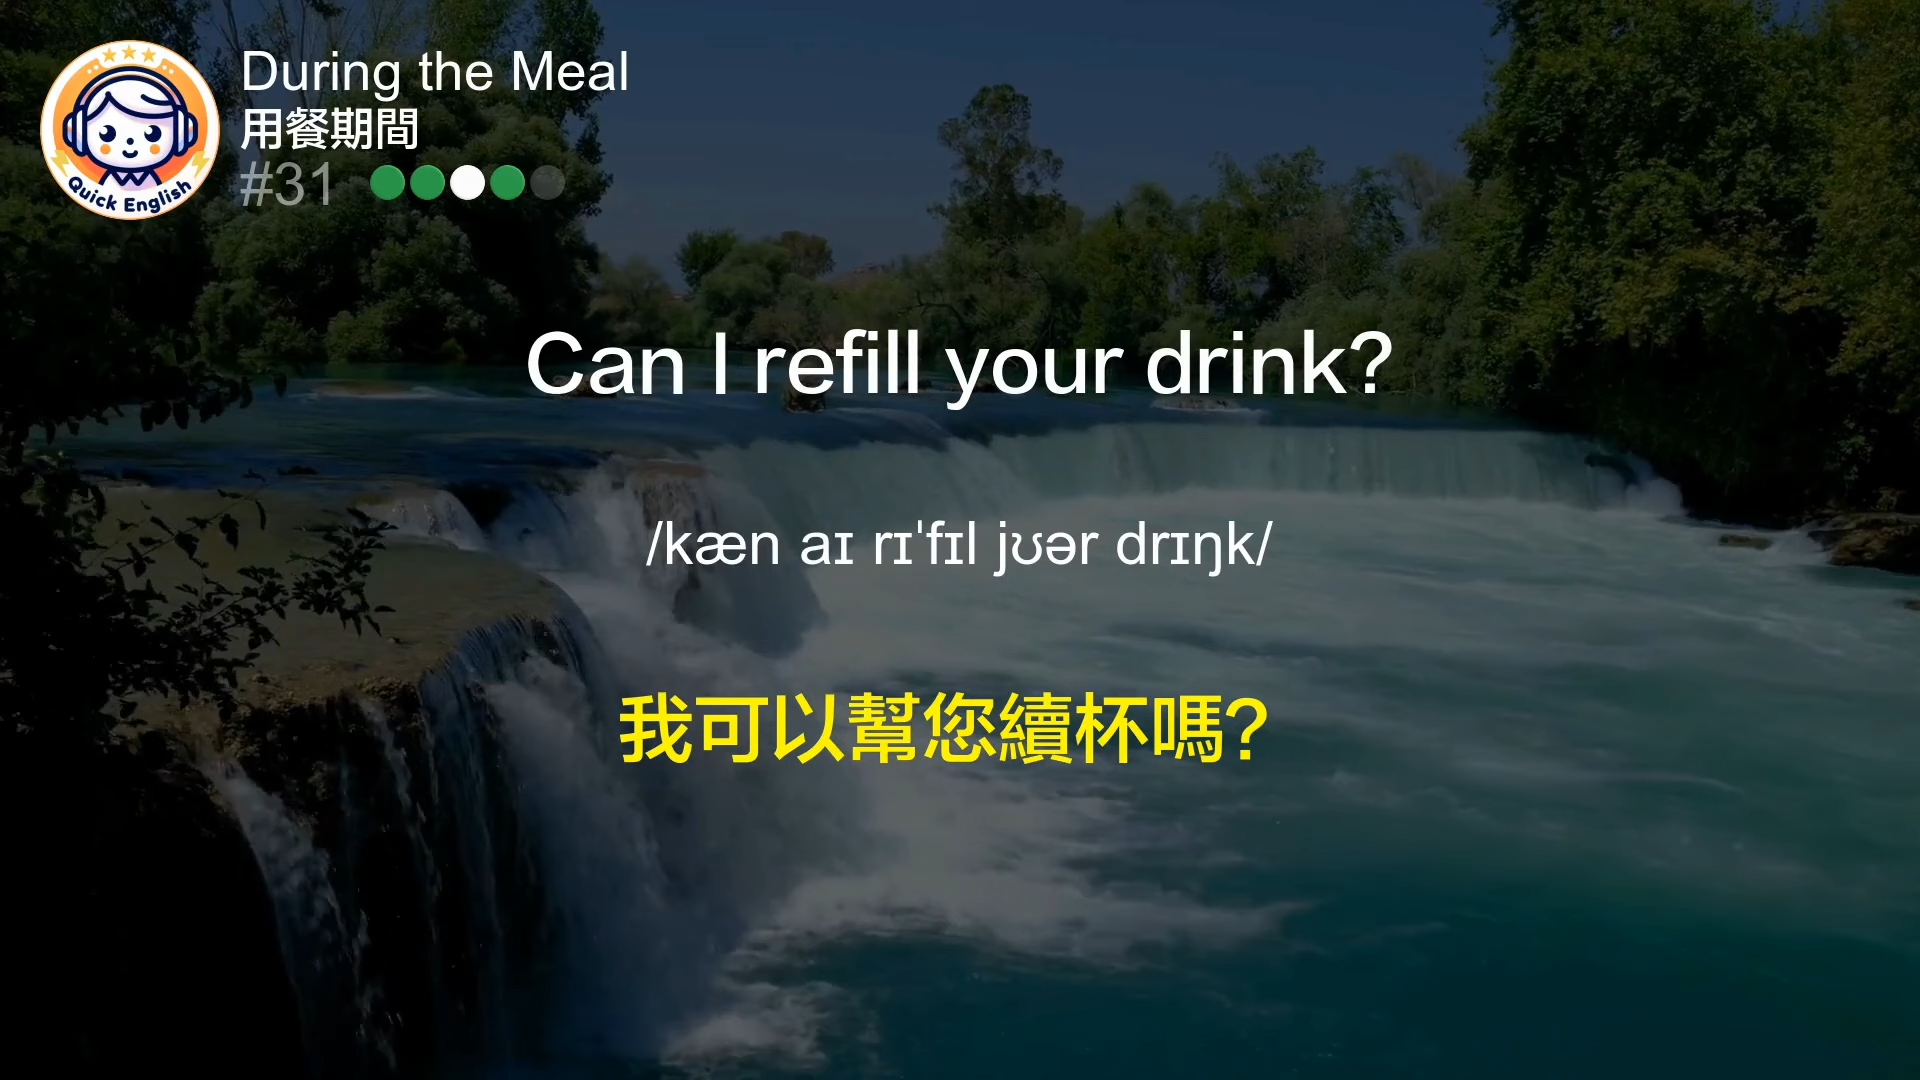 Quick English
During the Meal
用餐期間
#31
Can I refill your drink?
/kæn aɪ rɪˈfɪl jʊər drɪŋk/
我可以幫您續杯嗎?